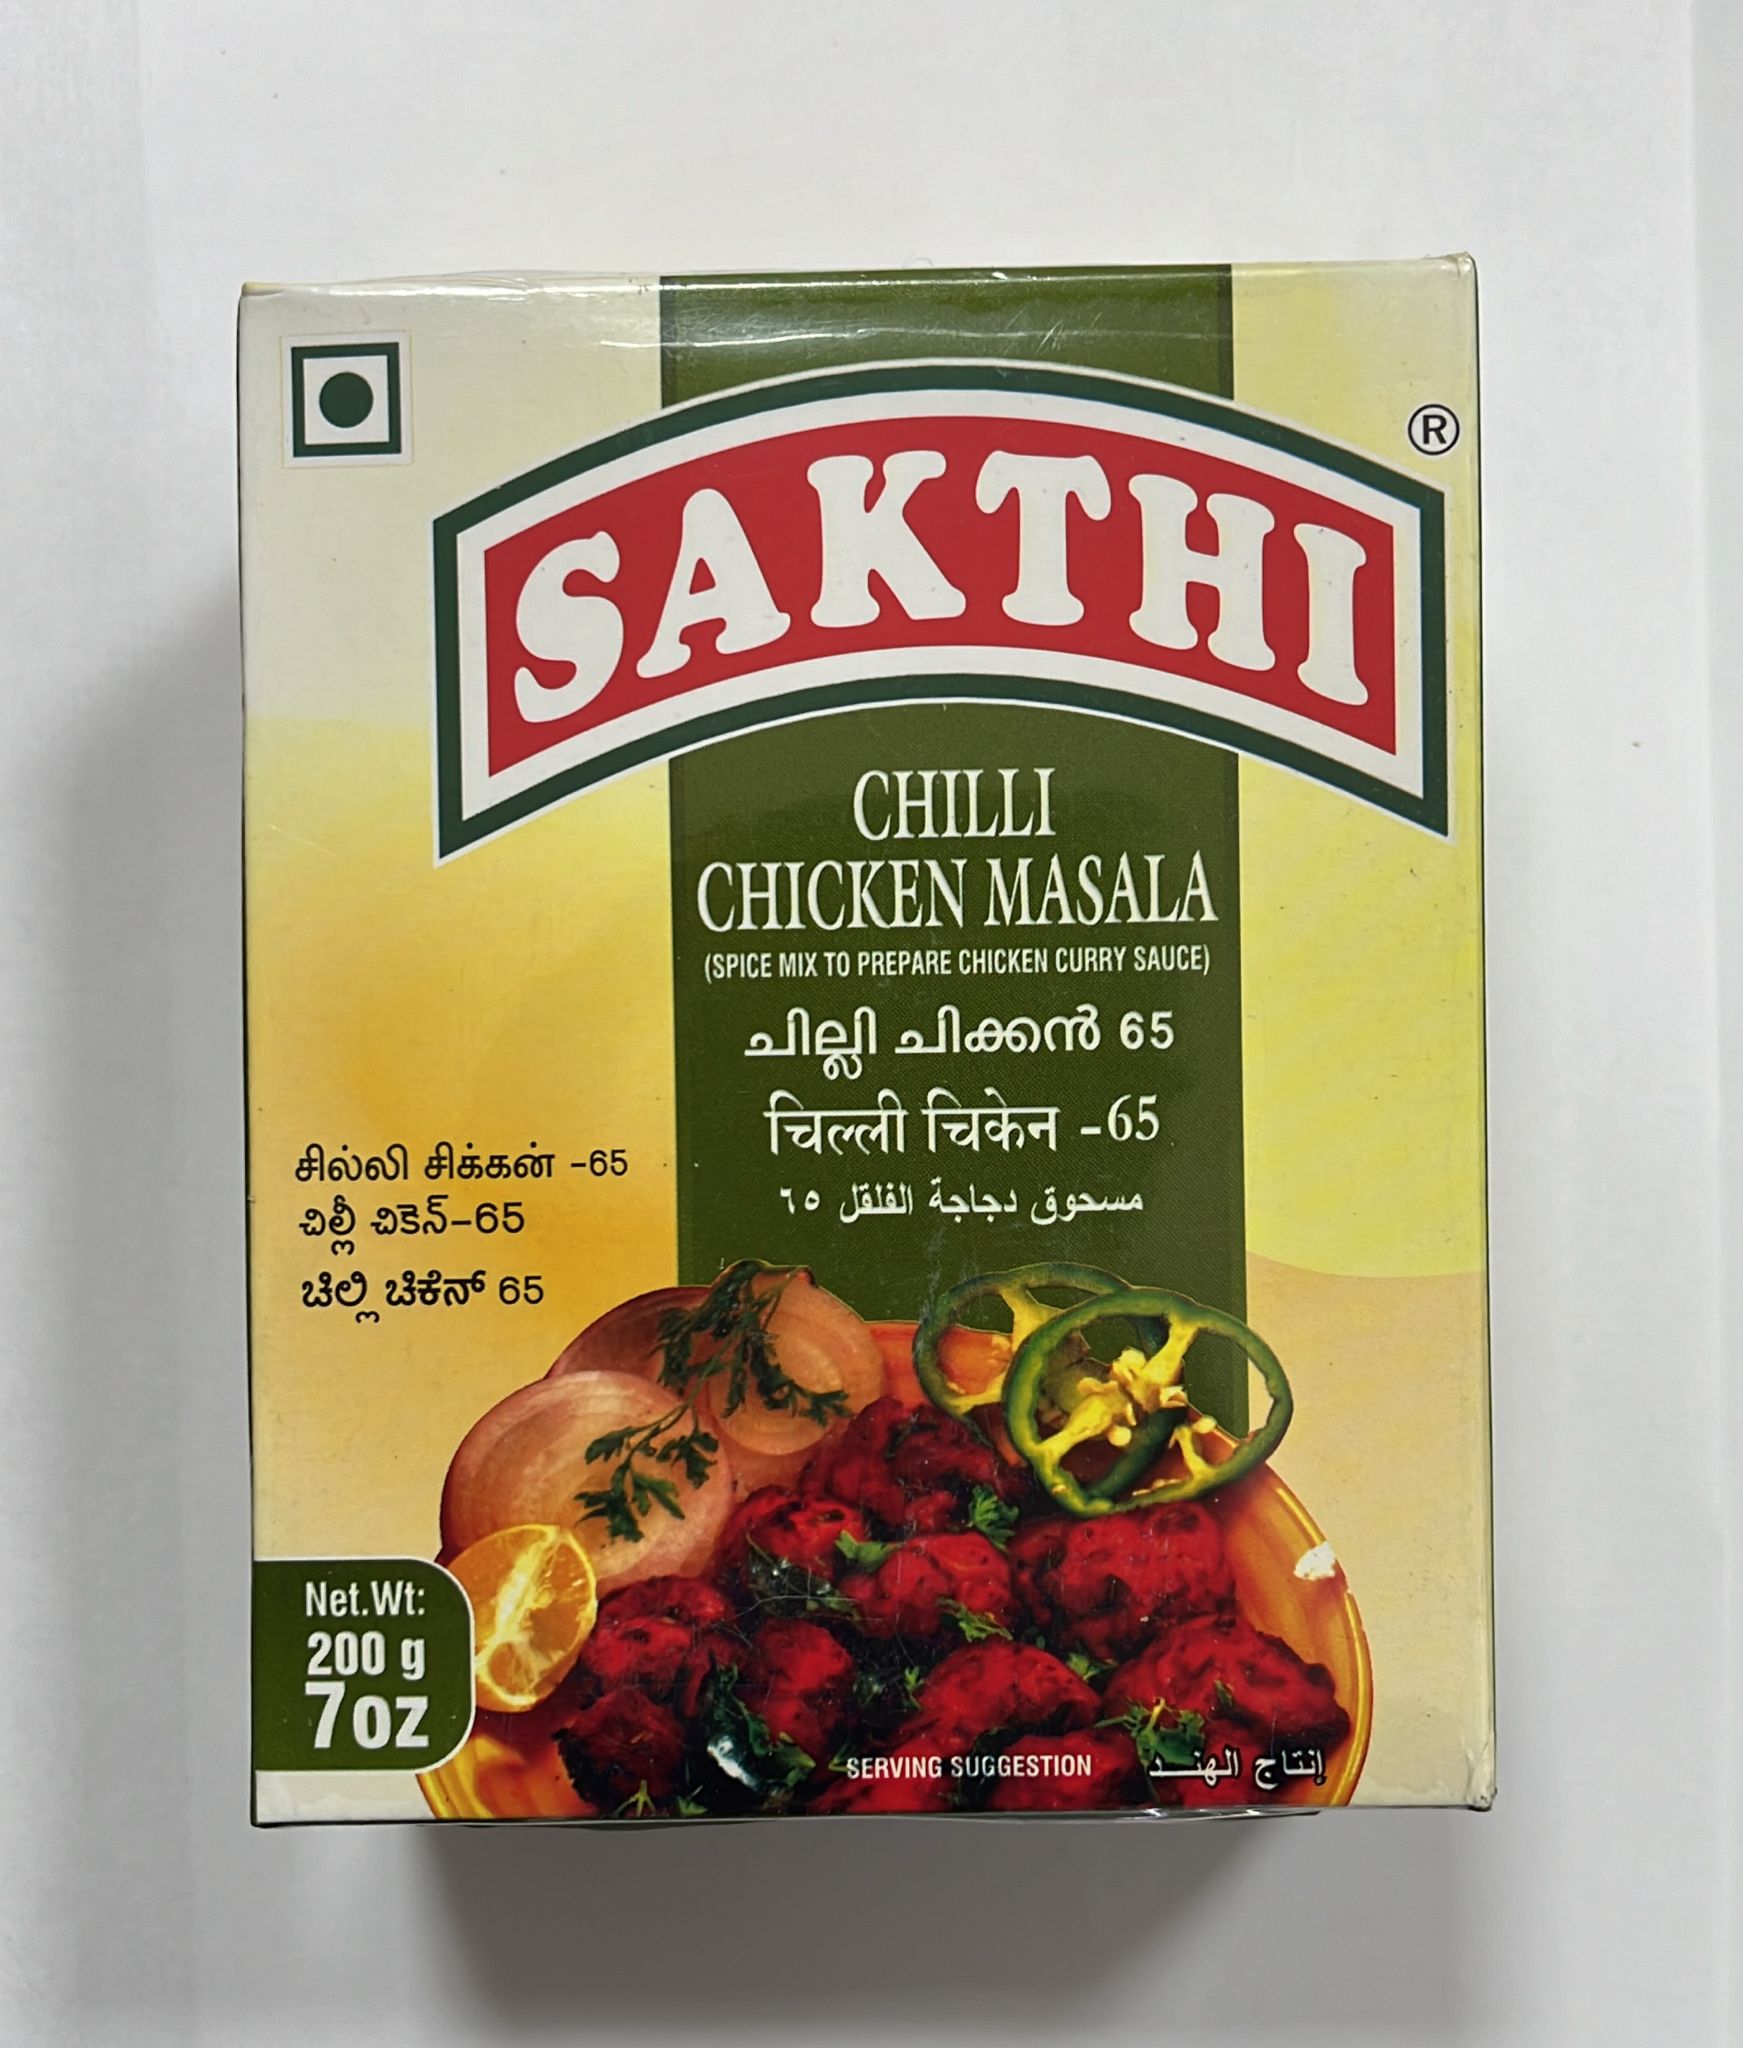 SAKTHI ®
CHILLI
CHICKEN MASALA
(SPICE MIX TO PREPARE CHICKEN CURRY SAUCE)
ചില്ലി ചിക്കൻ 65
चिल्ली चिकेन -65
مسحوق دجاجة الفلقل ٦٥
சில்லி சிக்கன் -65
చిల్లీ చికెన్-65
ಚಿಲ್ಲಿ ಚಿಕೆನ್ 65
Net.Wt:
200 g
7oz
SERVING SUGGESTION
إنتاج الهند